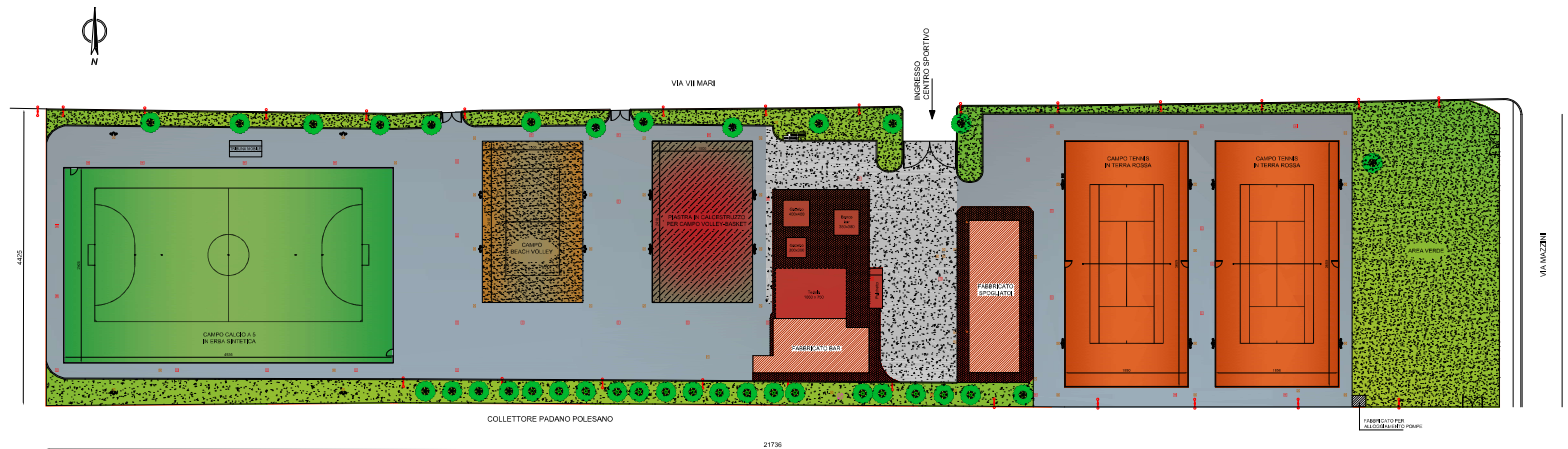 N
VIA VII MARI
INGRESSO
CENTRO SPORTIVO
4425
CAMPO CALCIO A 5
IN ERBA SINTETICA
CAMPO
BEACH VOLLEY
PIASTRA IN CALCESTRUZZO
PER CAMPO VOLLEY-BASKET
FABBRICATO BAR
FABBRICATO
SPOGLIATOI
CAMPO TENNIS
IN TERRA ROSSA
CAMPO TENNIS
IN TERRA ROSSA
AREA VERDE
VIA MAZZINI
COLLETTORE PADANO POLESANO
FABBRICATO PER
ALLOGGIAMENTO POMPE
21736